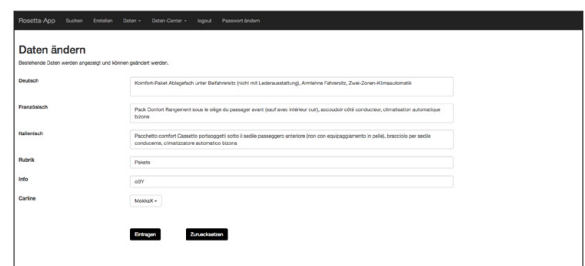 Rosetta-App Suchen Erstellen Daten Daten-Center logout Passwort ändern
Daten ändern
Bestehende Daten werden angezeigt und können geändert werden.
Deutsch
Komfort-Paket Ablagefach unter Beifahrersitz (nicht mit Lederausstattung), Armlehne Fahrersitz, Zwei-Zonen-Klimaautomatik
Französisch
Pack Confort Rangement sous le siège du passager avant (sauf avec intérieur cuir), accoudoir côté conducteur, climatisation automatique
bizone
Italienisch
Pacchetto comfort Cassetto portaoggetti sotto il sedile passeggero anteriore (non con equipaggiamento in pelle), bracciolo per sedile
conducente, climatizzatore automatico bizona
Rubrik
Pakete
Info
Carline
MokkaX
Eintragen Zuruecksetzen